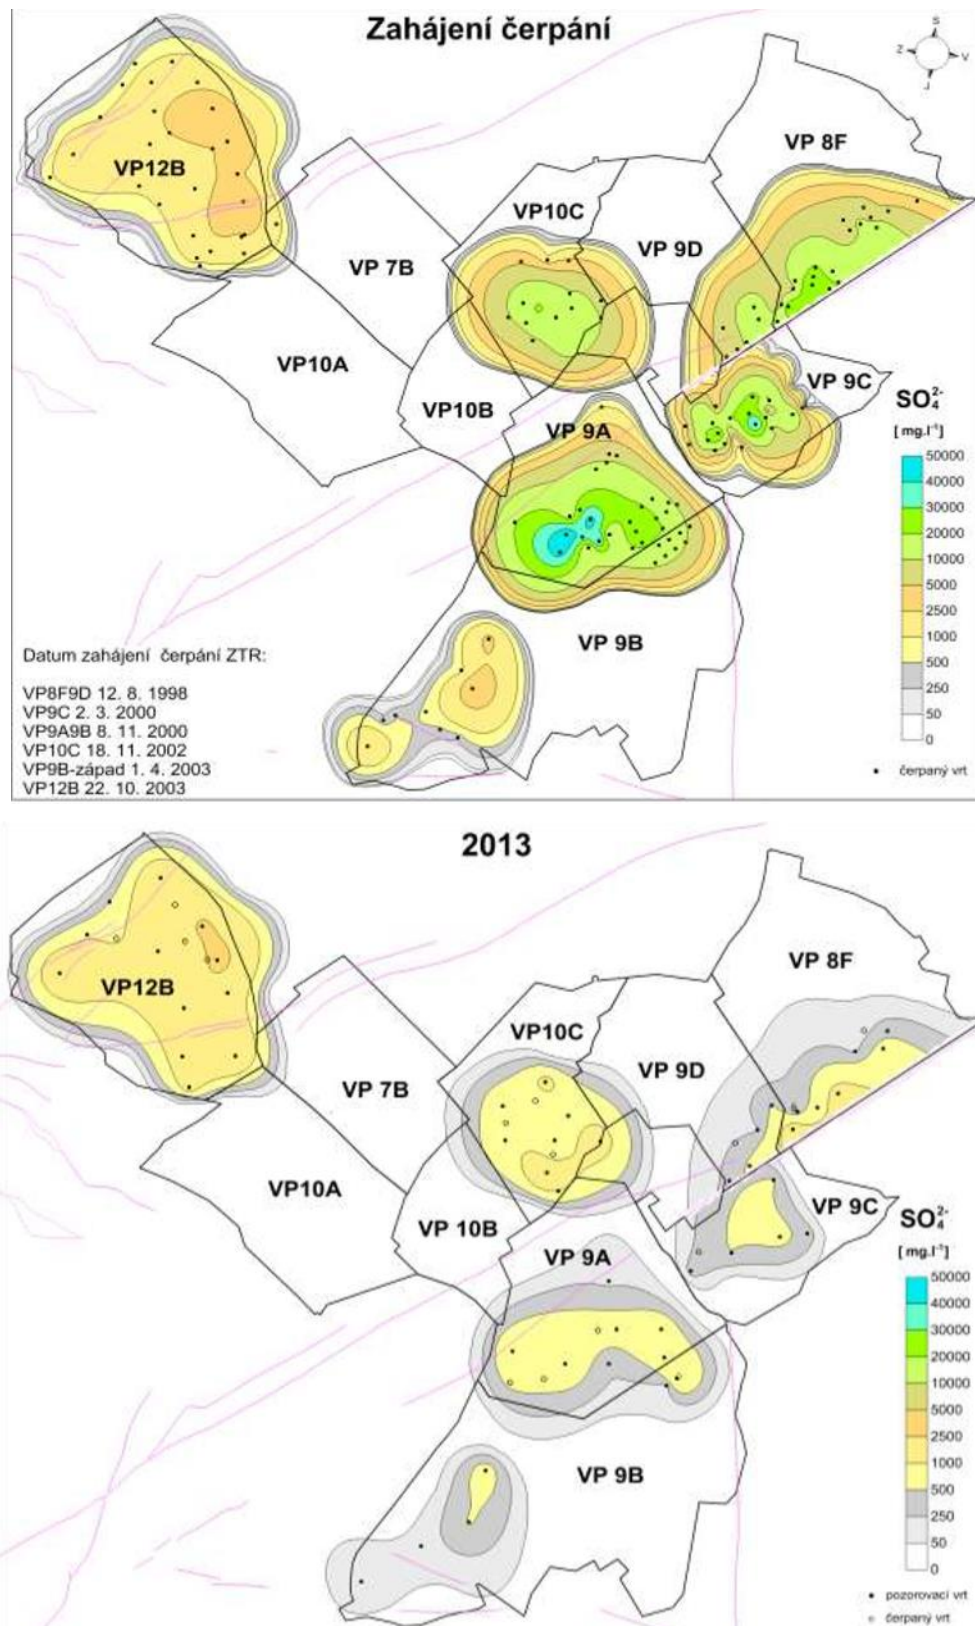 Zahájení čerpání
S
Z
V
J
VP 8F
VP12B
VP10C
VP 9D
VP 7B
VP10A
VP 9C
VP10B
VP 9A
SO₄²⁻
[ mg.l⁻¹]
50000
40000
30000
20000
10000
5000
2500
1000
500
250
50
0
VP 9B
čerpaný vrt
Datum zahájení čerpání ZTR:
VP8F9D 12. 8. 1998
VP9C 2. 3. 2000
VP9A9B 8. 11. 2000
VP10C 18. 11. 2002
VP9B-západ 1. 4. 2003
VP12B 22. 10. 2003
2013
VP 8F
VP12B
VP10C
VP 9D
VP 7B
VP10A
VP 9C
VP 10B
VP 9A
SO₄²⁻
[ mg.l⁻¹]
50000
40000
30000
20000
10000
5000
2500
1000
500
250
50
0
VP 9B
pozorovací vrt
čerpaný vrt